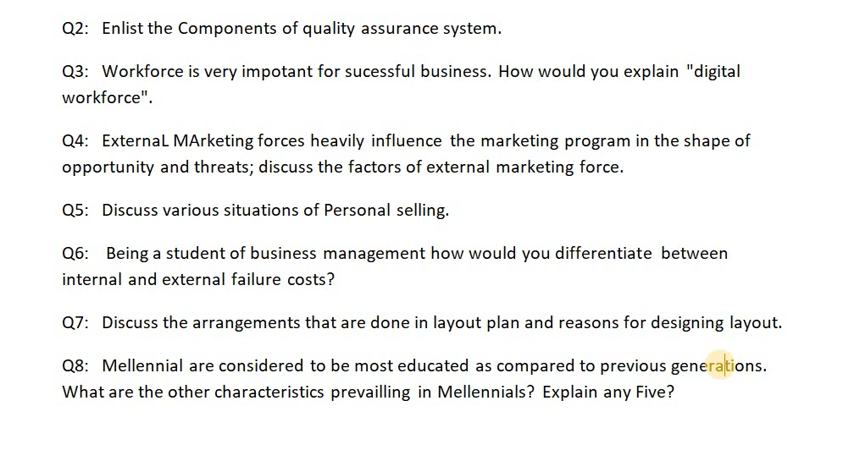 Q2: Enlist the Components of quality assurance system.
Q3: Workforce is very impotant for sucessful business. How would you explain "digital
workforce".
Q4: ExternaL MArketing forces heavily influence the marketing program in the shape of
opportunity and threats; discuss the factors of external marketing force.
Q5: Discuss various situations of Personal selling.
Q6: Being a student of business management how would you differentiate between
internal and external failure costs?
Q7: Discuss the arrangements that are done in layout plan and reasons for designing layout.
Q8: Mellennial are considered to be most educated as compared to previous generations.
What are the other characteristics prevailling in Mellennials? Explain any Five?